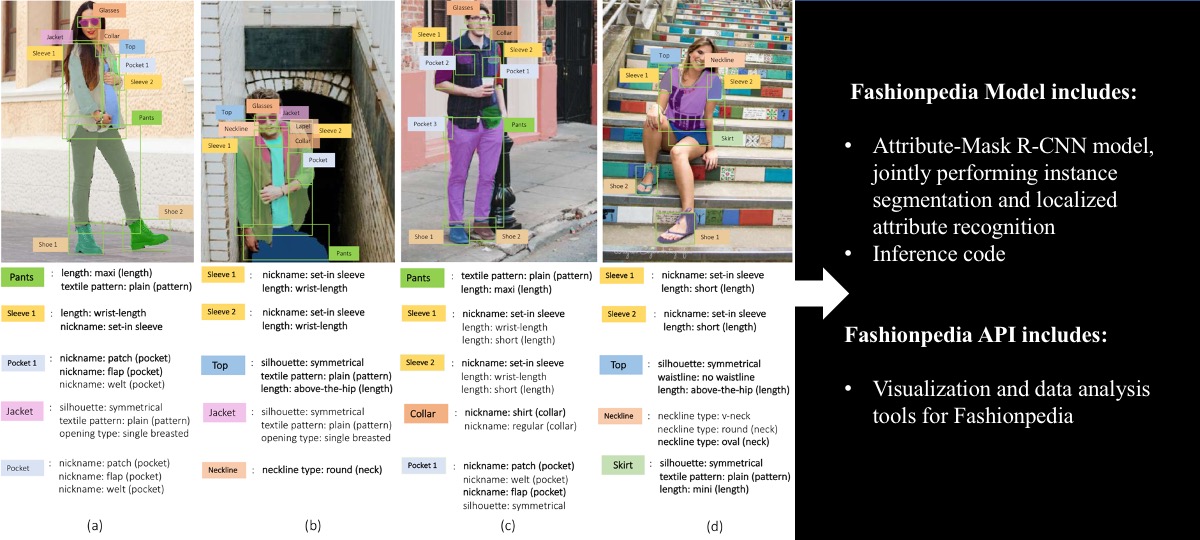 Glasses
Jacket
Collar
Top
Sleeve 1
Pocket 1
Sleeve 2
Pants
Shoe 2
Shoe 1
Pants : length: maxi (length)
textile pattern: plain (pattern)
Sleeve 1 : length: wrist-length
nickname: set-in sleeve
Pocket 1 : nickname: patch (pocket)
nickname: flap (pocket)
nickname: welt (pocket)
Jacket : silhouette: symmetrical
textile pattern: plain (pattern)
opening type: single breasted
Pocket : nickname: patch (pocket)
nickname: flap (pocket)
nickname: welt (pocket)
(a)
Glasses
Top
Jacket
Neckline
Lapel
Sleeve 2
Sleeve 1
Collar
Pocket
Pants
Sleeve 1 : nickname: set-in sleeve
length: wrist-length
Sleeve 2 : nickname: set-in sleeve
length: wrist-length
Top : silhouette: symmetrical
textile pattern: plain (pattern)
length: above-the-hip (length)
Jacket : silhouette: symmetrical
textile pattern: plain (pattern)
opening type: single breasted
Neckline : neckline type: round (neck)
(b)
Glasses
Sleeve 1
Collar
Sleeve 2
Pocket 2
Pocket 1
Pocket 3
Pants
Shoe 1
Shoe 2
Pants : textile pattern: plain (pattern)
length: maxi (length)
Sleeve 1 : nickname: set-in sleeve
length: wrist-length
length: short (length)
Sleeve 2 : nickname: set-in sleeve
length: wrist-length
length: short (length)
Collar : nickname: shirt (collar)
nickname: regular (collar)
Pocket 1 : nickname: patch (pocket)
nickname: welt (pocket)
nickname: flap (pocket)
silhouette: symmetrical
(c)
Top
Neckline
Sleeve 1
Sleeve 2
Skirt
Shoe 2
Shoe 1
Sleeve 1 : nickname: set-in sleeve
length: short (length)
Sleeve 2 : nickname: set-in sleeve
length: short (length)
Top : silhouette: symmetrical
waistline: no waistline
length: above-the-hip (length)
Neckline : neckline type: v-neck
neckline type: round (neck)
neckline type: oval (neck)
Skirt : silhouette: symmetrical
textile pattern: plain (pattern)
length: mini (length)
(d)
Fashionpedia Model includes:
• Attribute-Mask R-CNN model,
jointly performing instance
segmentation and localized
attribute recognition
• Inference code
Fashionpedia API includes:
• Visualization and data analysis
tools for Fashionpedia